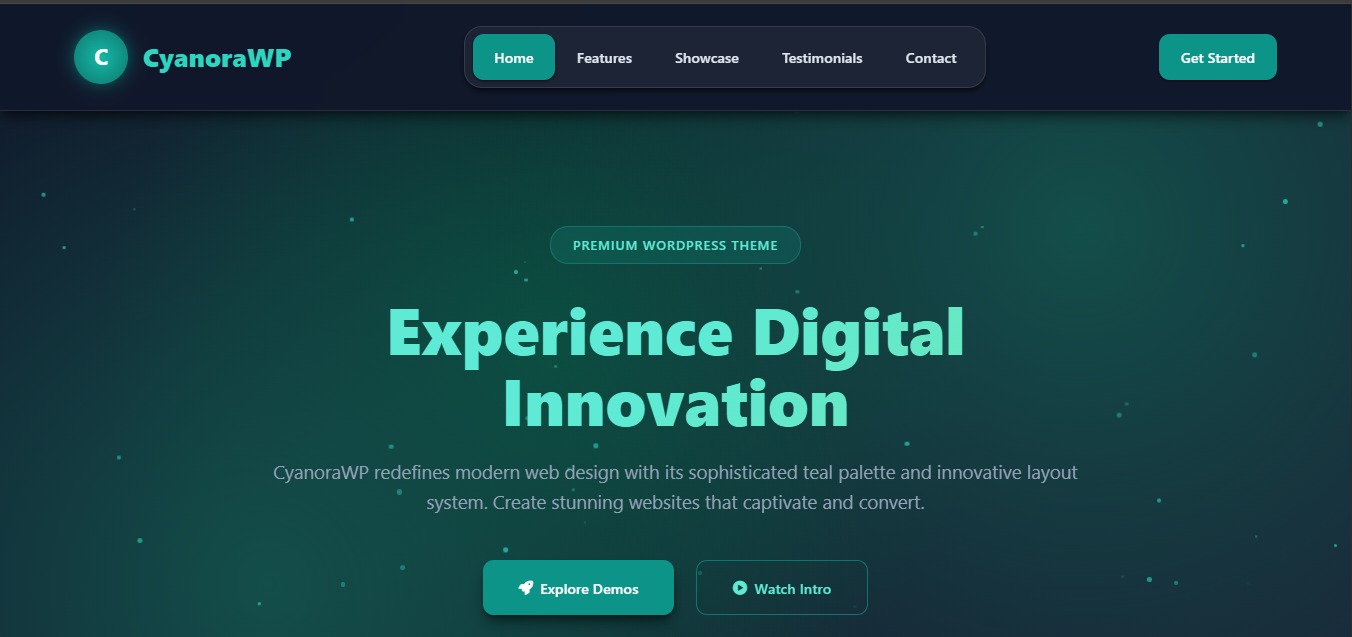 C CyanoraWP Home Features Showcase Testimonials Contact Get Started
PREMIUM WORDPRESS THEME
Experience Digital
Innovation
CyanoraWP redefines modern web design with its sophisticated teal palette and innovative layout
system. Create stunning websites that captivate and convert.
Explore Demos Watch Intro